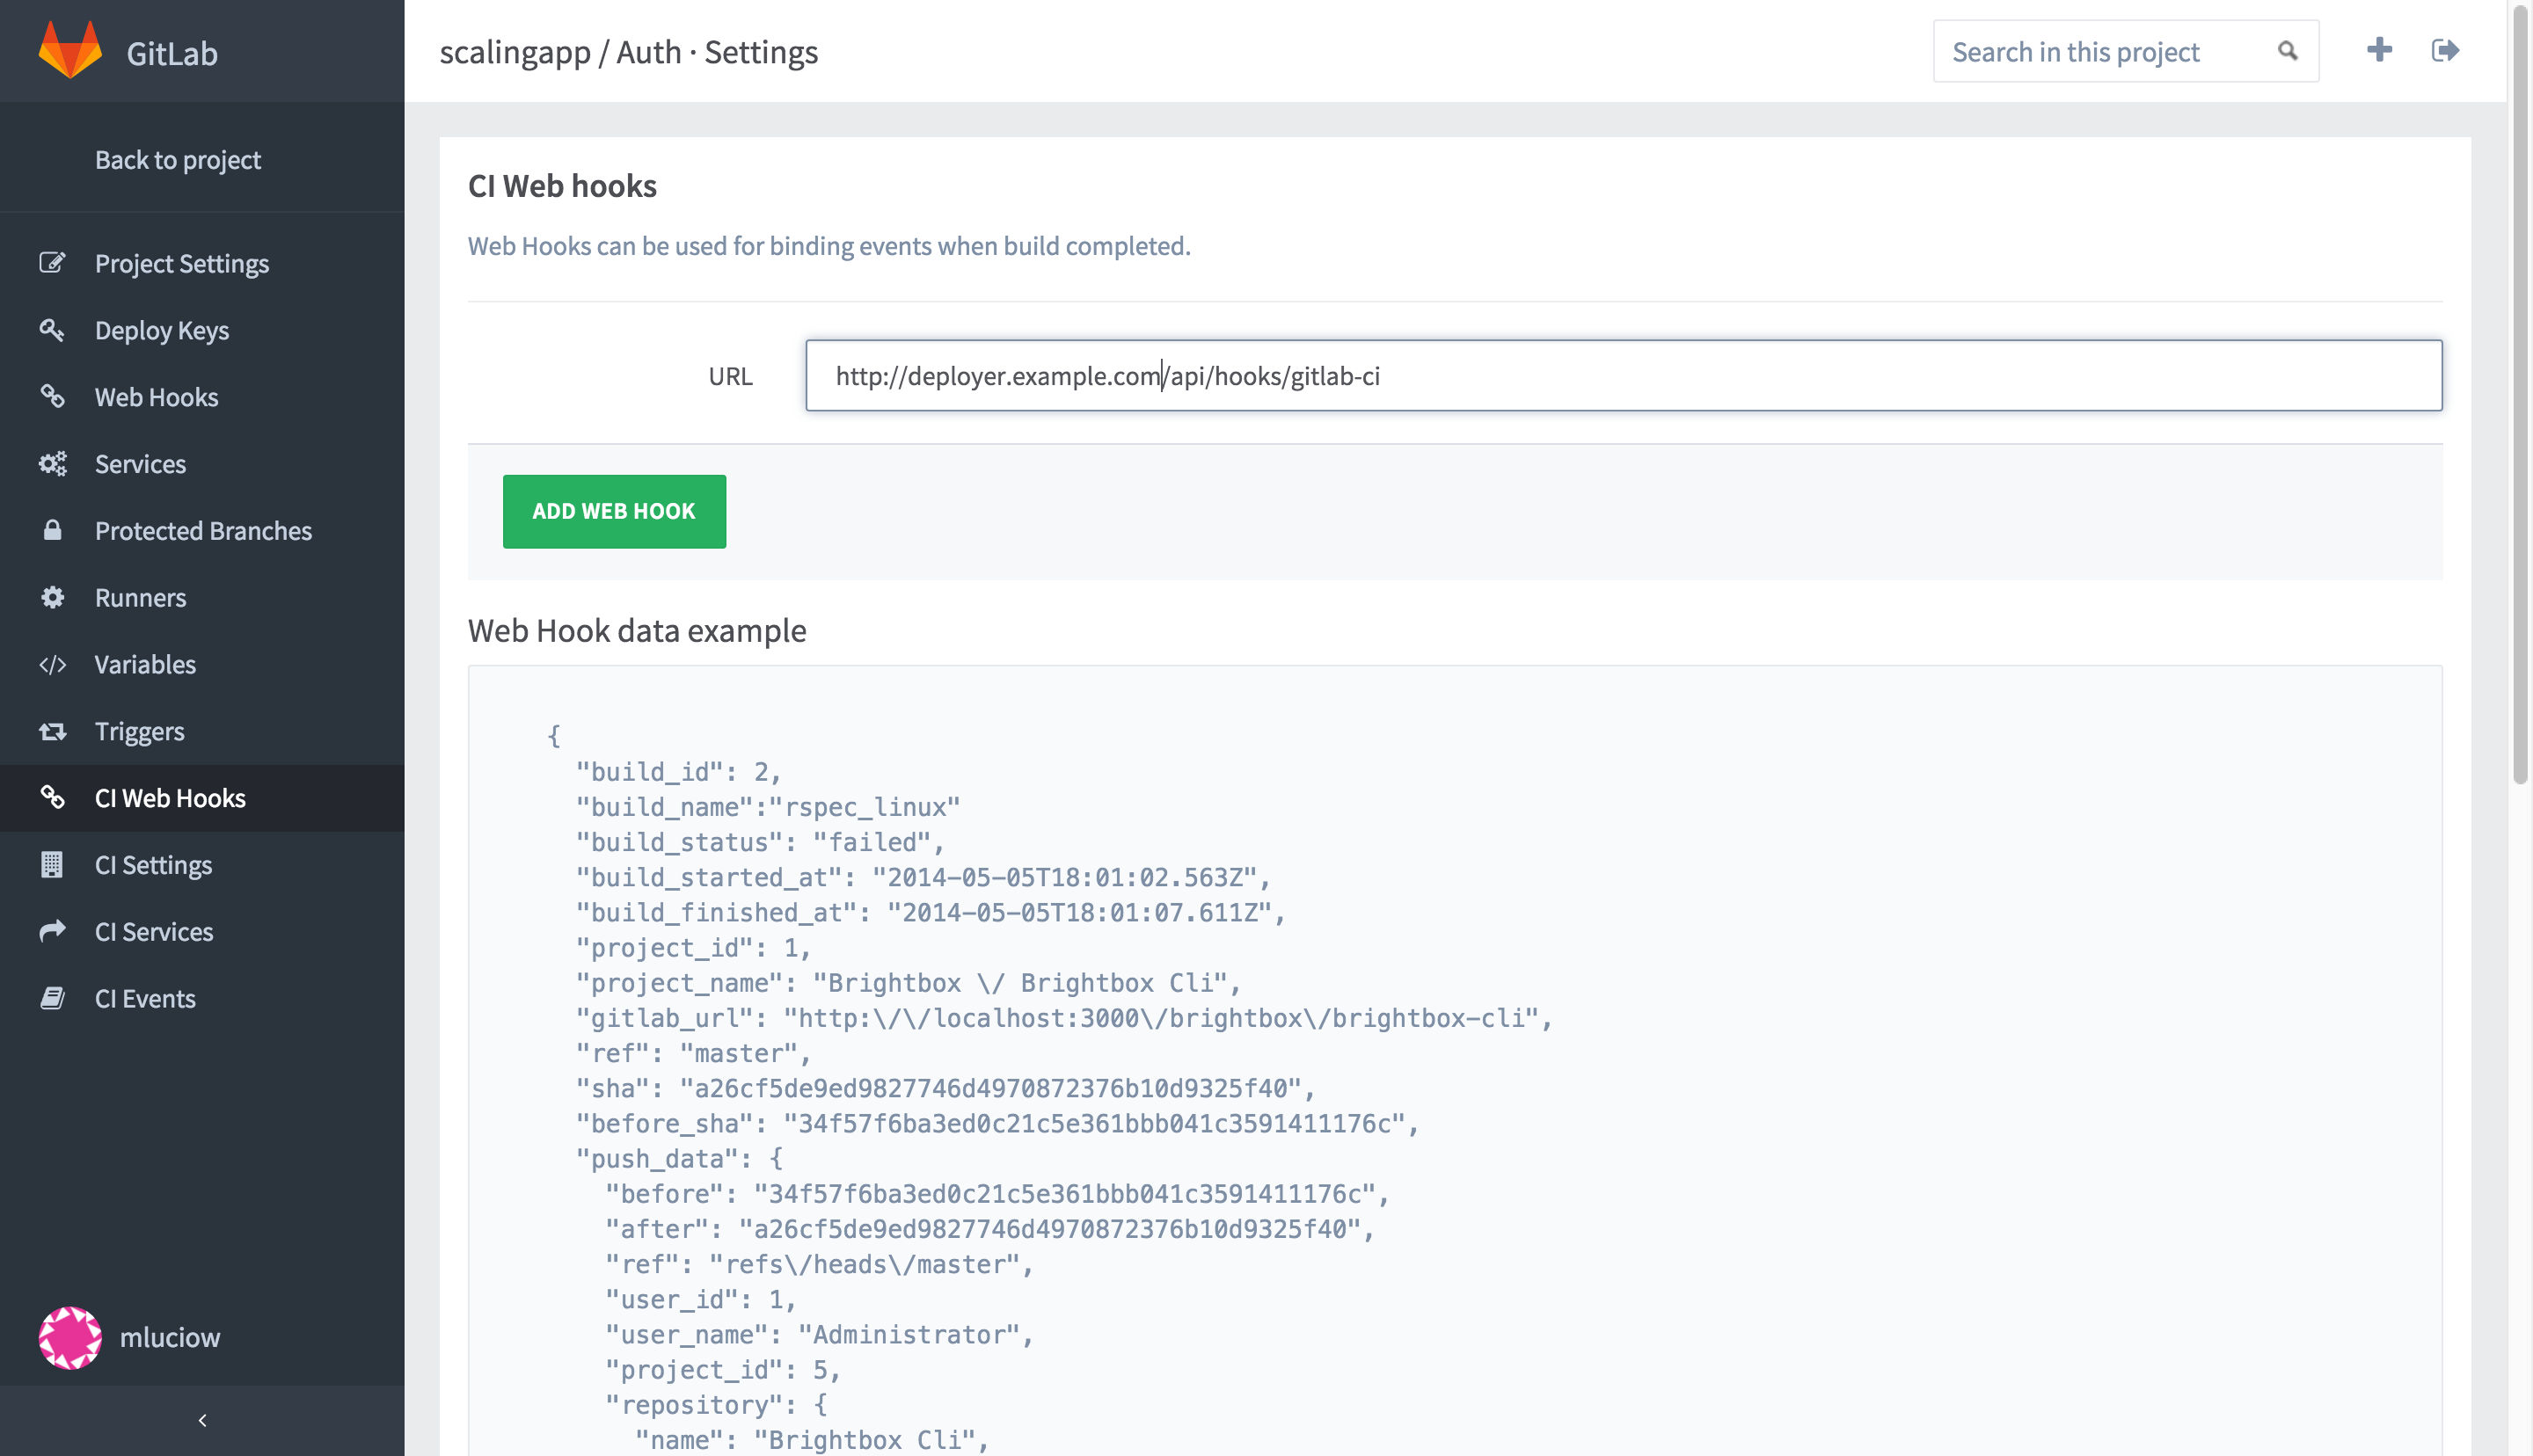 GitLab
scalingapp / Auth · Settings
Search in this project
Back to project
Project Settings
Deploy Keys
Web Hooks
Services
Protected Branches
Runners
Variables
Triggers
CI Web Hooks
CI Settings
CI Services
CI Events
mluciow
CI Web hooks
Web Hooks can be used for binding events when build completed.
URL
http://deployer.example.com/api/hooks/gitlab-ci
ADD WEB HOOK
Web Hook data example
{
"build_id": 2,
"build_name":"rspec_linux"
"build_status": "failed",
"build_started_at": "2014-05-05T18:01:02.563Z",
"build_finished_at": "2014-05-05T18:01:07.611Z",
"project_id": 1,
"project_name": "Brightbox \/ Brightbox Cli",
"gitlab_url": "http:\/\/localhost:3000\/brightbox\/brightbox-cli",
"ref": "master",
"sha": "a26cf5de9ed9827746d4970872376b10d9325f40",
"before_sha": "34f57f6ba3ed0c21c5e361bbb041c3591411176c",
"push_data": {
"before": "34f57f6ba3ed0c21c5e361bbb041c3591411176c",
"after": "a26cf5de9ed9827746d4970872376b10d9325f40",
"ref": "refs\/heads\/master",
"user_id": 1,
"user_name": "Administrator",
"project_id": 5,
"repository": {
"name": "Brightbox Cli",